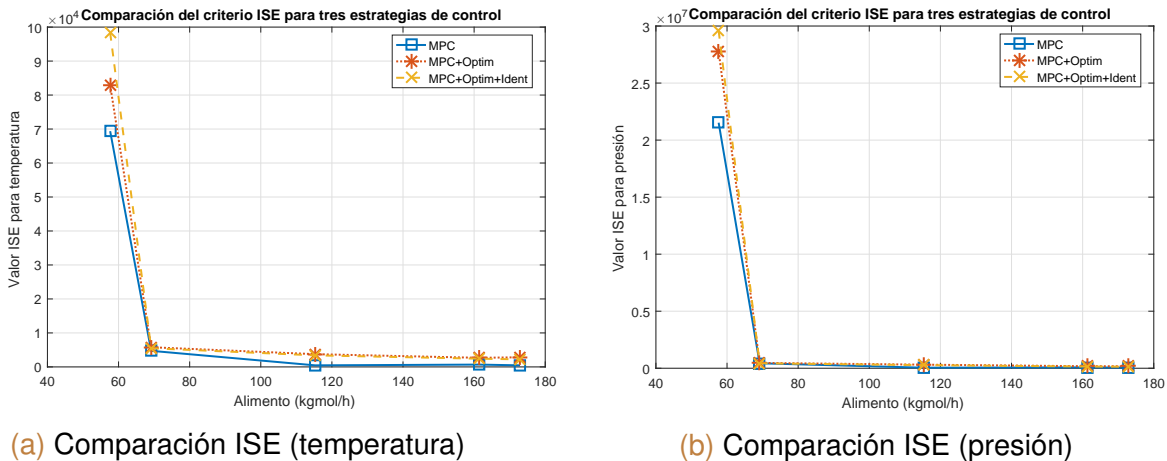 Comparación del criterio ISE para tres estrategias de control
×10⁴
10
9
8
7
6
5
4
3
2
1
0
Valor ISE para temperatura
MPC
MPC+Optim
MPC+Optim+Ident
40 60 80 100 120 140 160 180
Alimento (kgmol/h)
(a) Comparación ISE (temperatura)
Comparación del criterio ISE para tres estrategias de control
×10⁷
3
2.5
2
1.5
1
0.5
0
Valor ISE para presión
MPC
MPC+Optim
MPC+Optim+Ident
40 60 80 100 120 140 160 180
Alimento (kgmol/h)
(b) Comparación ISE (presión)